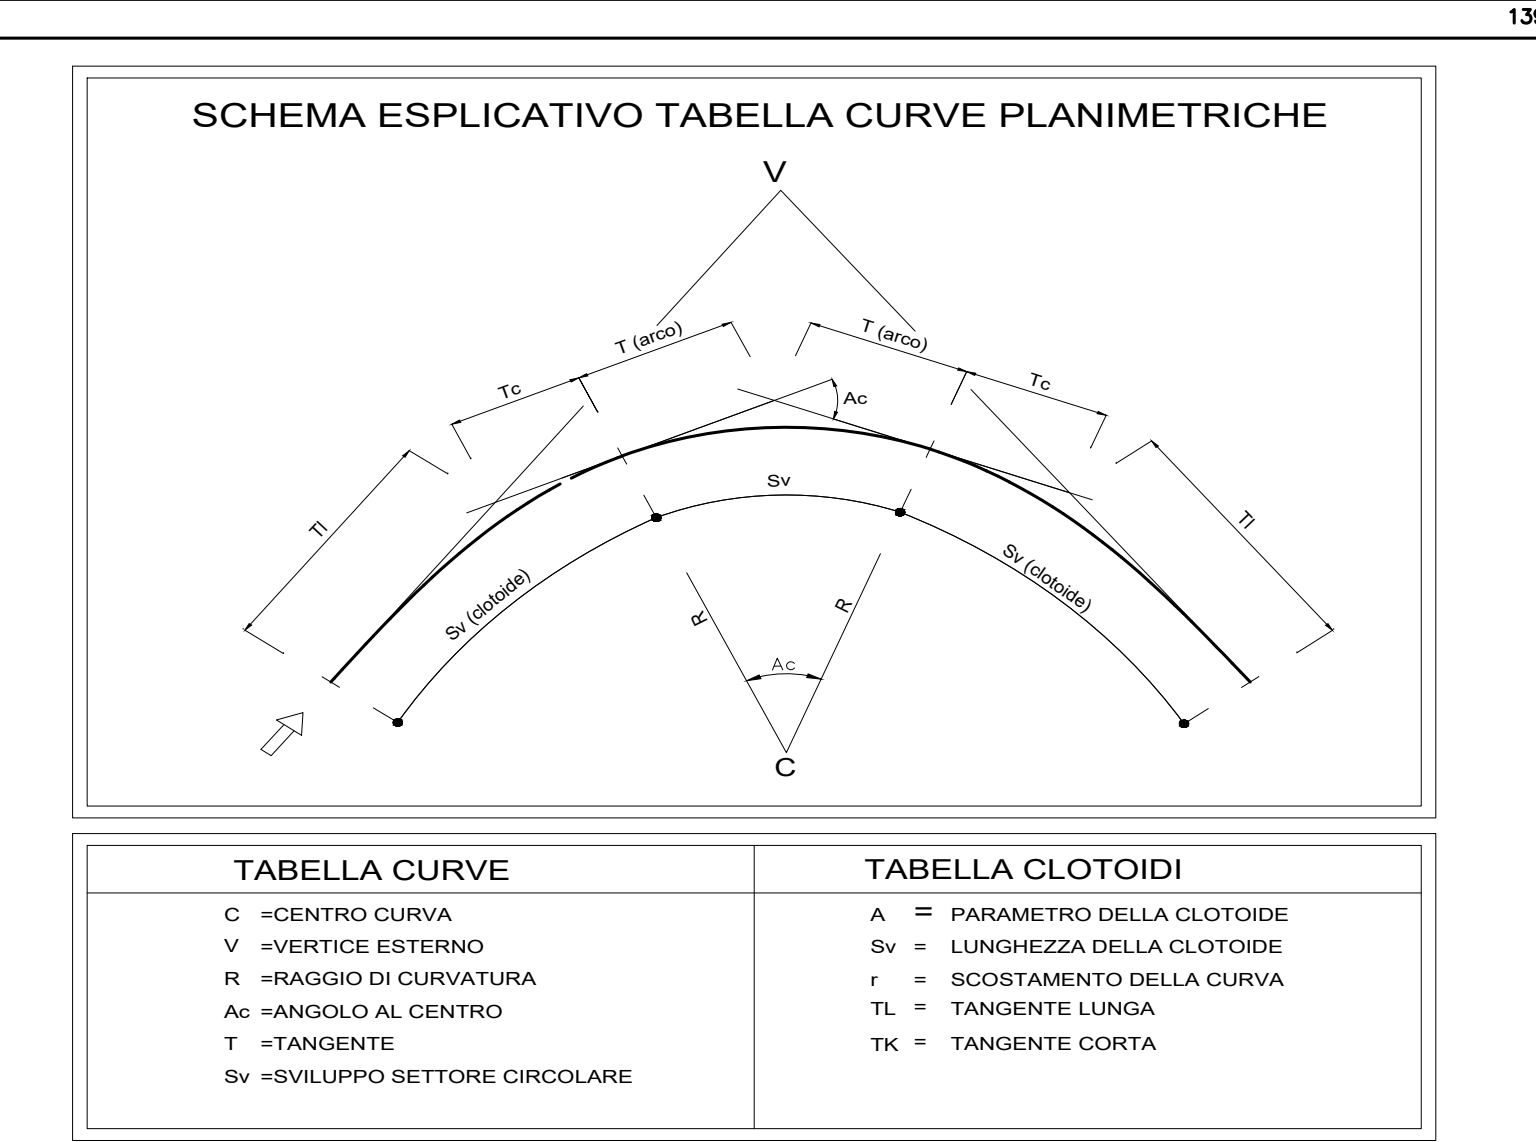 139
SCHEMA ESPLICATIVO TABELLA CURVE PLANIMETRICHE
V
T (arco)
T (arco)
Tc
Tc
Ac
Tl
Tl
Sv
Sv (clotoide)
Sv (clotoide)
R
R
Ac
C
TABELLA CURVE
C =CENTRO CURVA
V =VERTICE ESTERNO
R =RAGGIO DI CURVATURA
Ac =ANGOLO AL CENTRO
T =TANGENTE
Sv =SVILUPPO SETTORE CIRCOLARE
TABELLA CLOTOIDI
A = PARAMETRO DELLA CLOTOIDE
Sv = LUNGHEZZA DELLA CLOTOIDE
r = SCOSTAMENTO DELLA CURVA
TL = TANGENTE LUNGA
TK = TANGENTE CORTA